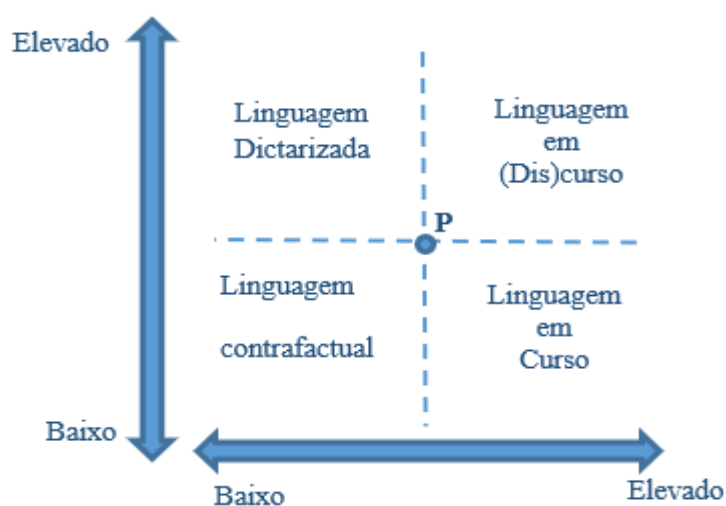 Elevado
Linguagem
Dictarizada
Linguagem
em
(Dis)curso
P
Linguagem
contrafactual
Linguagem
em
Curso
Baixo
Baixo
Elevado